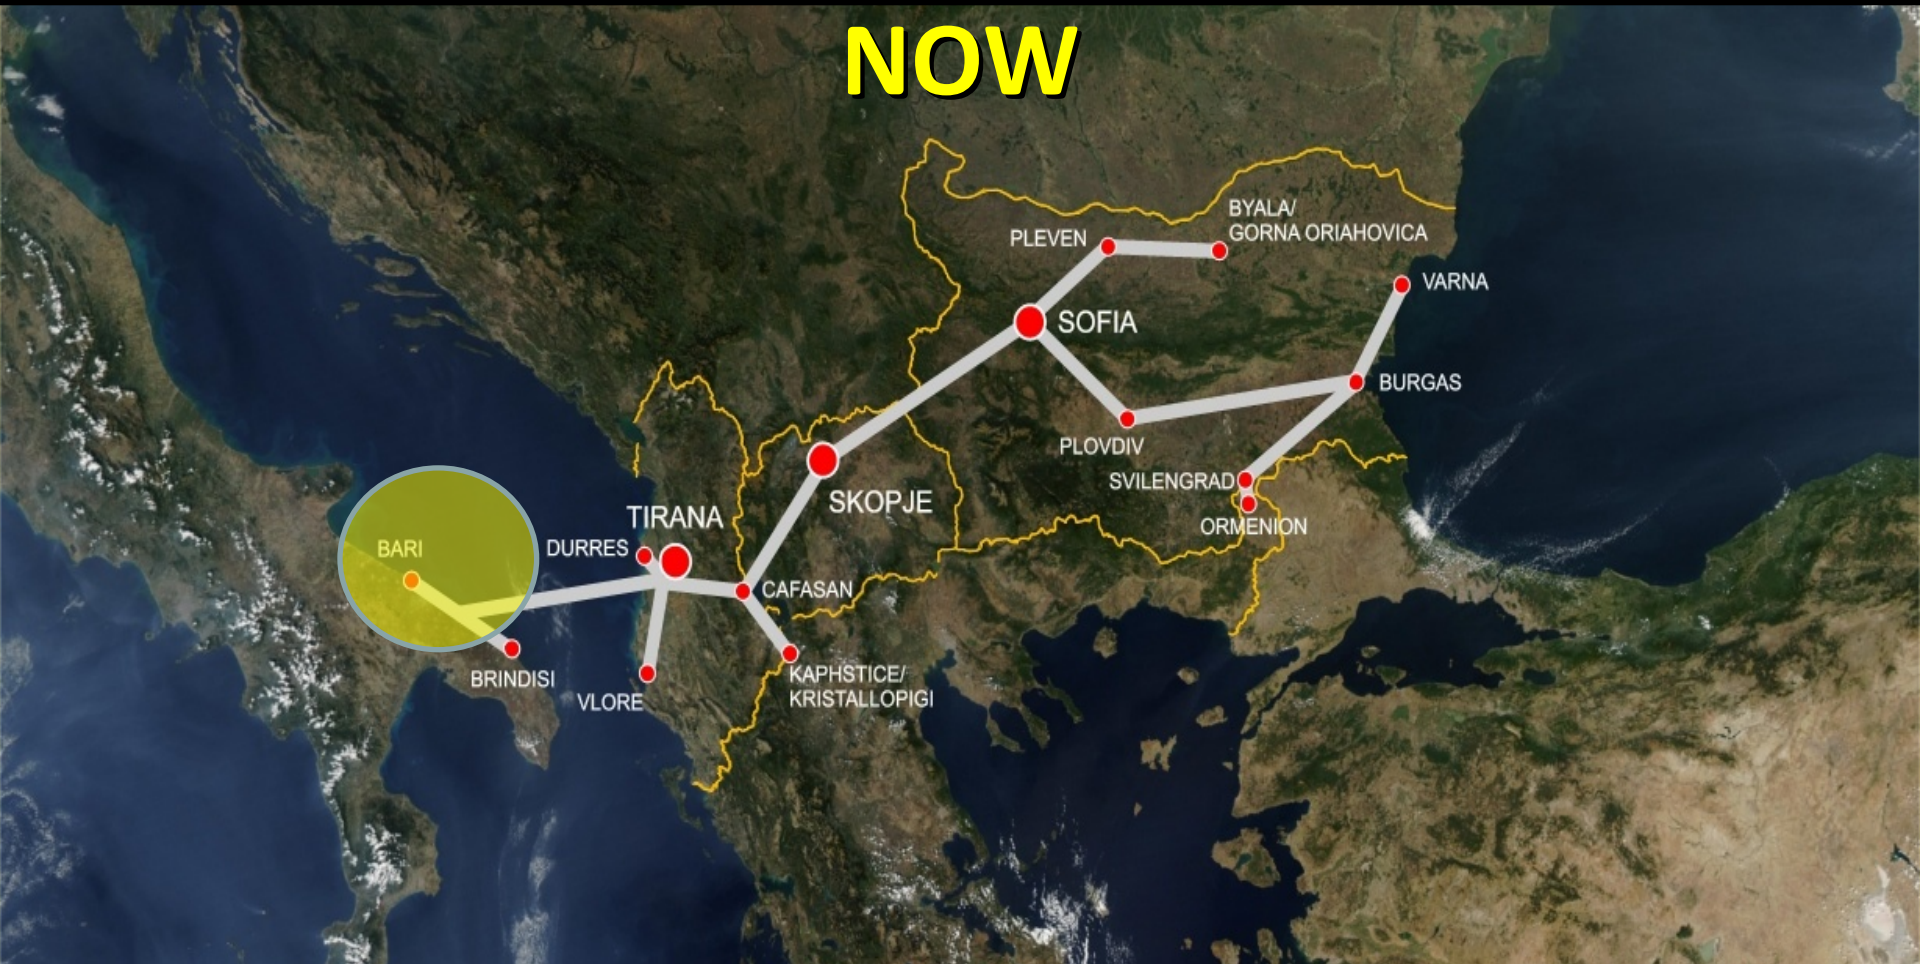 NOW
BYALA/
GORNA ORIAHOVICA
PLEVEN
VARNA
SOFIA
BURGAS
PLOVDIV
SVILENGRAD
SKOPJE
TIRANA
ORMENION
DURRES
BARI
CAFASAN
BRINDISI
KAPHSTICE/
KRISTALLOPIGI
VLORE